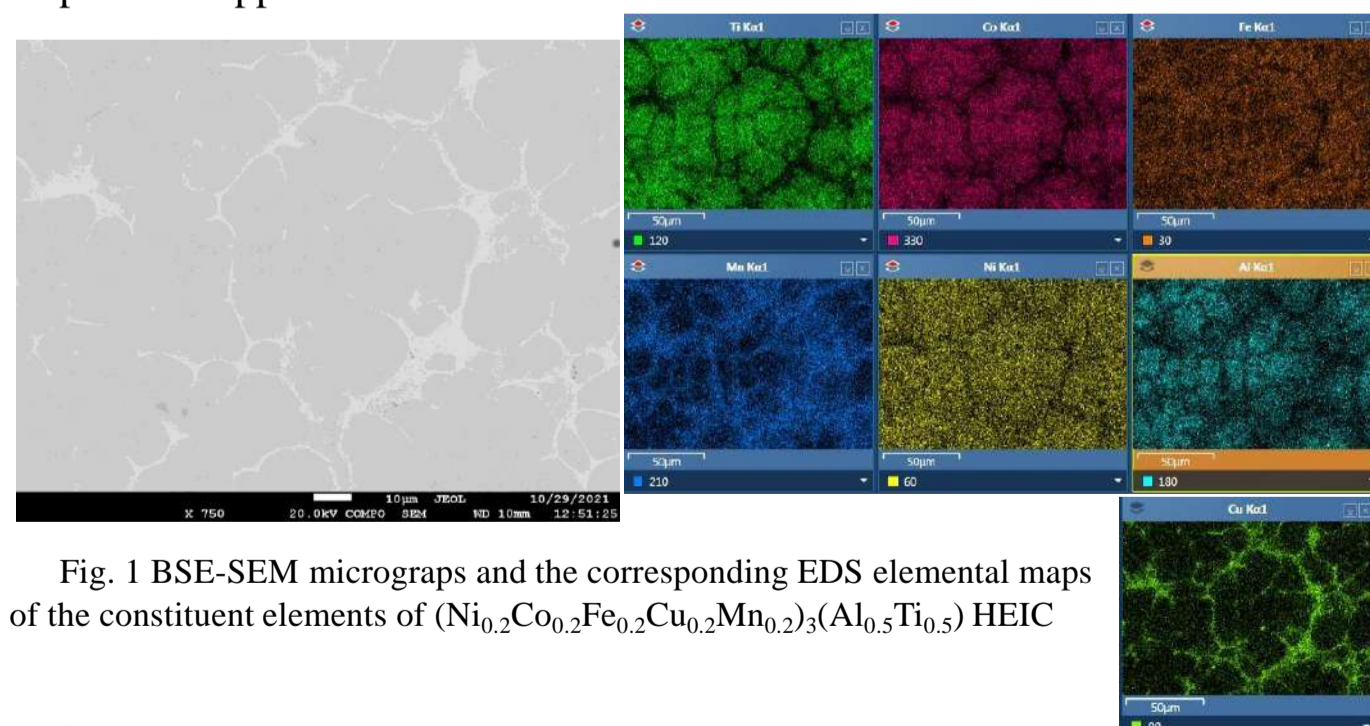 Ti Kα1
Co Kα1
Fe Kα1
50µm
50µm
50µm
120
330
30
Mn Kα1
Ni Kα1
Al Kα1
50µm
50µm
50µm
210
60
180
10µm JEOL 10/29/2021
X 750 20.0kV COMPO SEM WD 10mm 12:51:25
Cu Kα1
50µm
Fig. 1 BSE-SEM micrograps and the corresponding EDS elemental maps
of the constituent elements of (Ni0.2Co0.2Fe0.2Cu0.2Mn0.2)3(Al0.5Ti0.5) HEIC